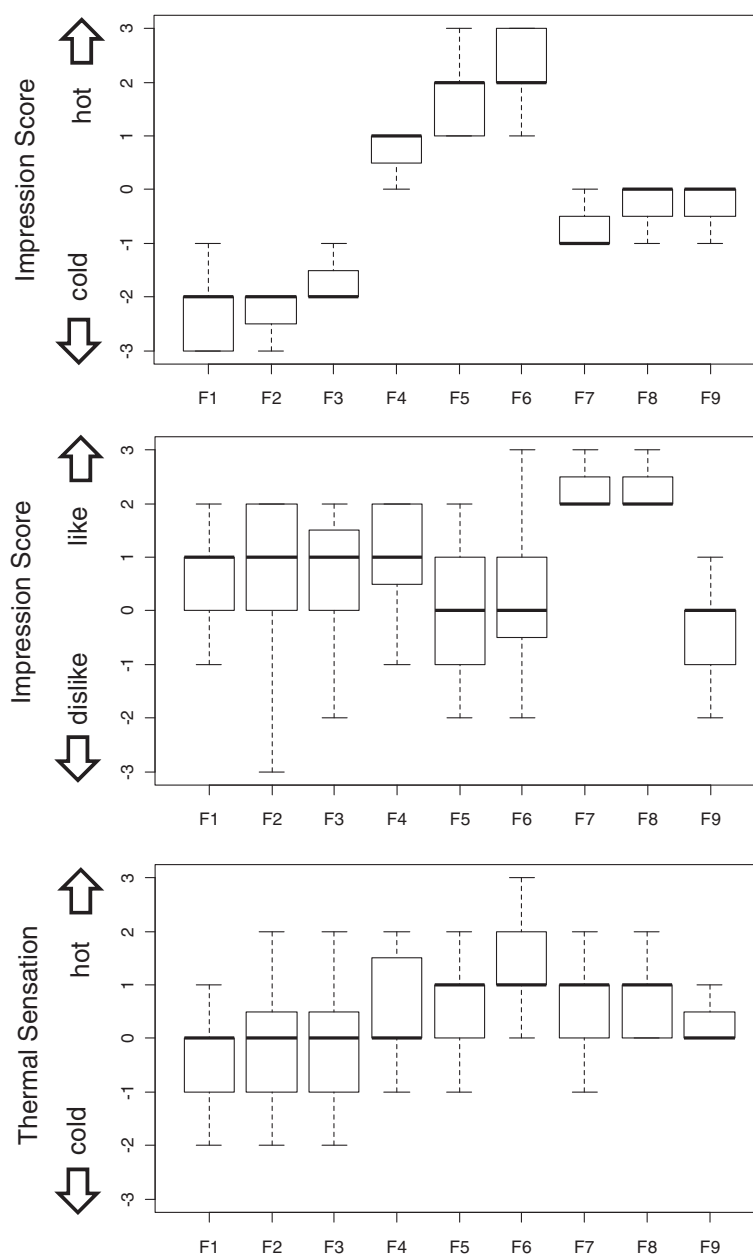 Impression Score
cold hot
3
2
1
0
-1
-2
-3
F1 F2 F3 F4 F5 F6 F7 F8 F9
Impression Score
dislike like
3
2
1
0
-1
-2
-3
F1 F2 F3 F4 F5 F6 F7 F8 F9
Thermal Sensation
cold hot
3
2
1
0
-1
-2
-3
F1 F2 F3 F4 F5 F6 F7 F8 F9